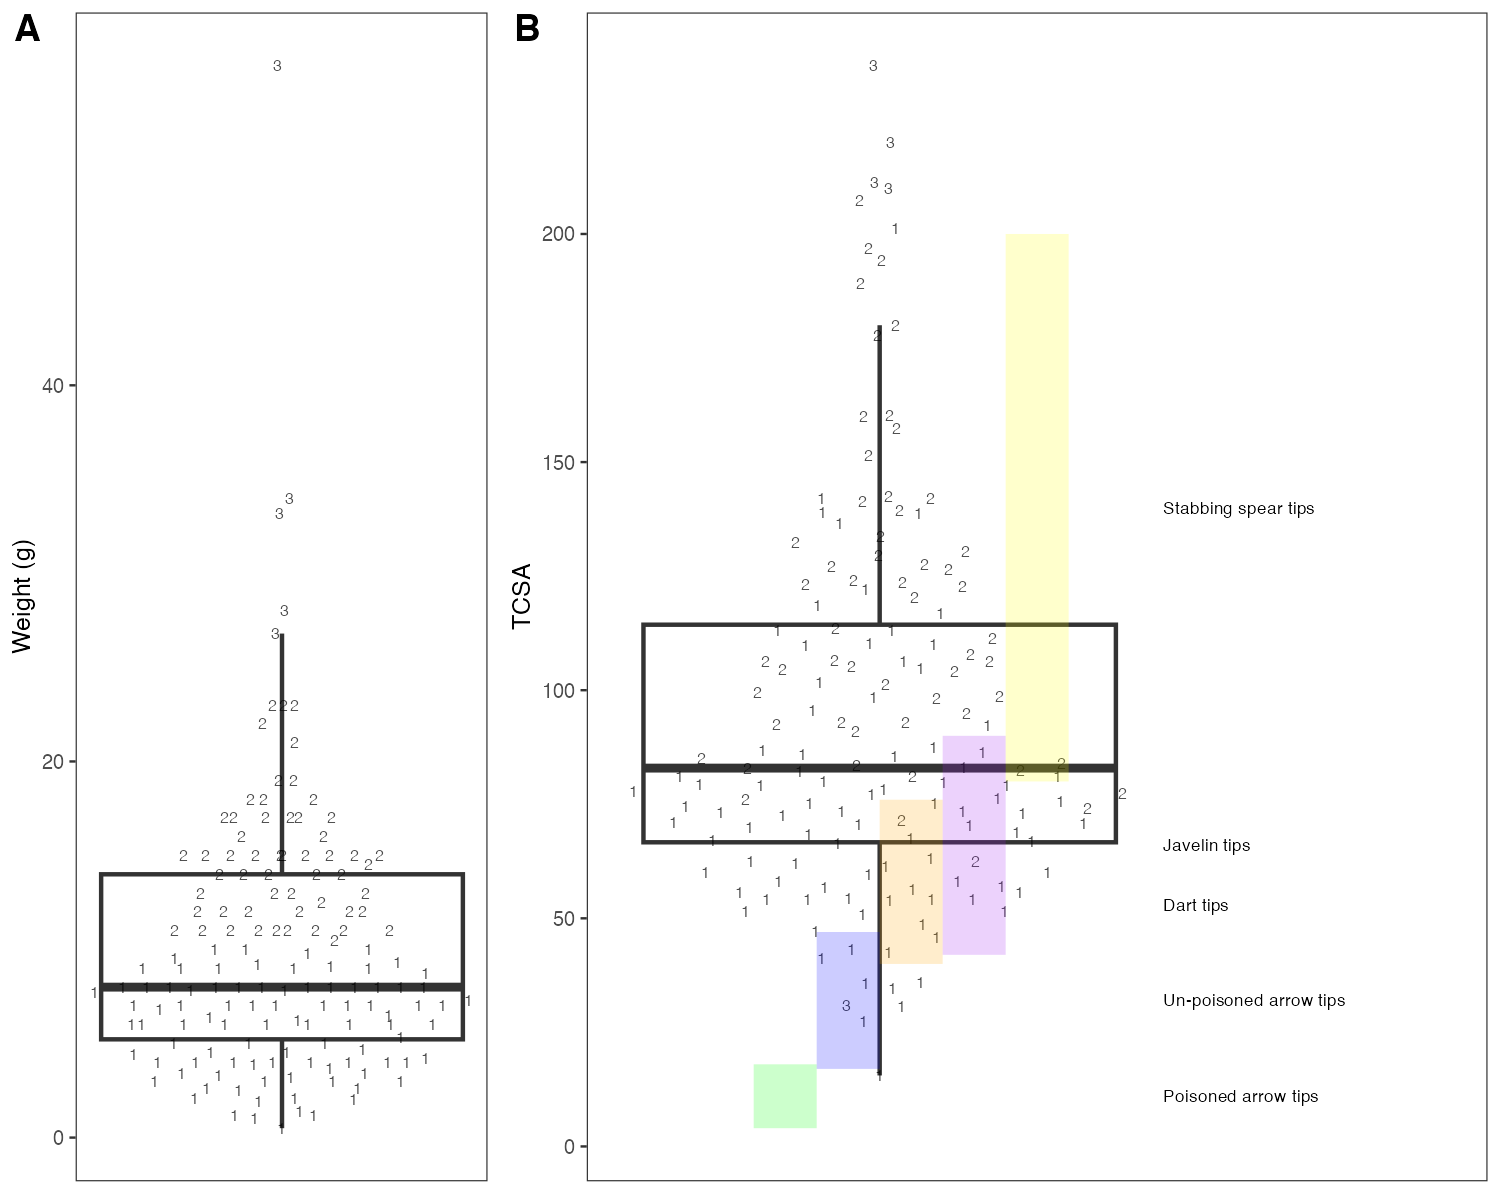 A
B
Weight (g)
40
20
0
TCSA
200
150
100
50
0
Stabbing spear tips
Javelin tips
Dart tips
Un-poisoned arrow tips
Poisoned arrow tips